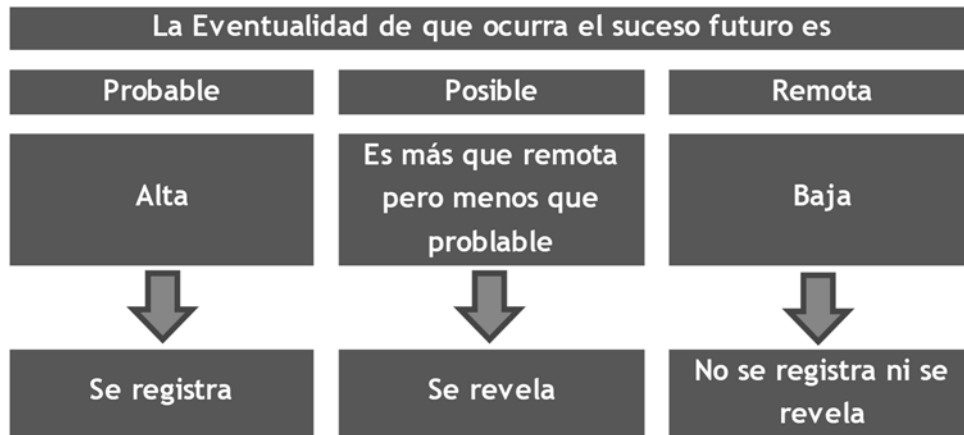 La Eventualidad de que ocurra el suceso futuro es
Probable
Posible
Remota
Alta
Es más que remota
pero menos que
problable
Baja
Se registra
Se revela
No se registra ni se
revela